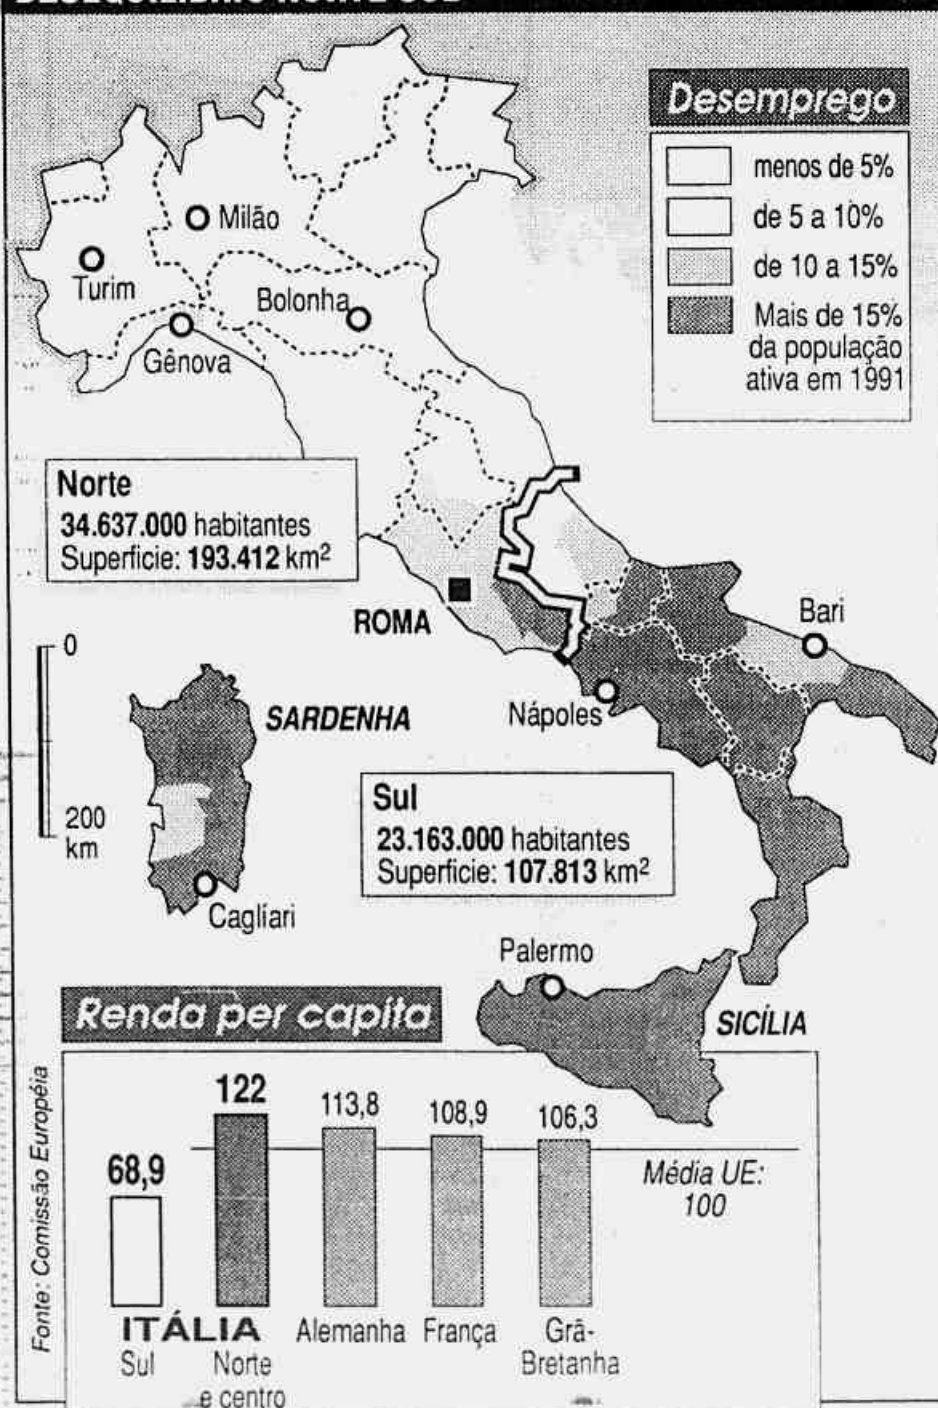 DESEQUILÍBRIO NORTE-SUL
Desemprego
menos de 5%
de 5 a 10%
de 10 a 15%
Mais de 15%
da população
ativa em 1991
Milão
Turim
Bolonha
Gênova
Norte
34.637.000 habitantes
Superficie: 193.412 km²
ROMA
Bari
0
200
km
SARDENHA
Nápoles
Sul
23.163.000 habitantes
Superficie: 107.813 km²
Cagliari
Palermo
SICÍLIA
Renda per capita
68,9
122
113,8
108,9
106,3
Média UE:
100
ITÁLIA
Sul
Norte
e centro
Alemanha
França
Grã-
Bretanha
Fonte: Comissão Européia